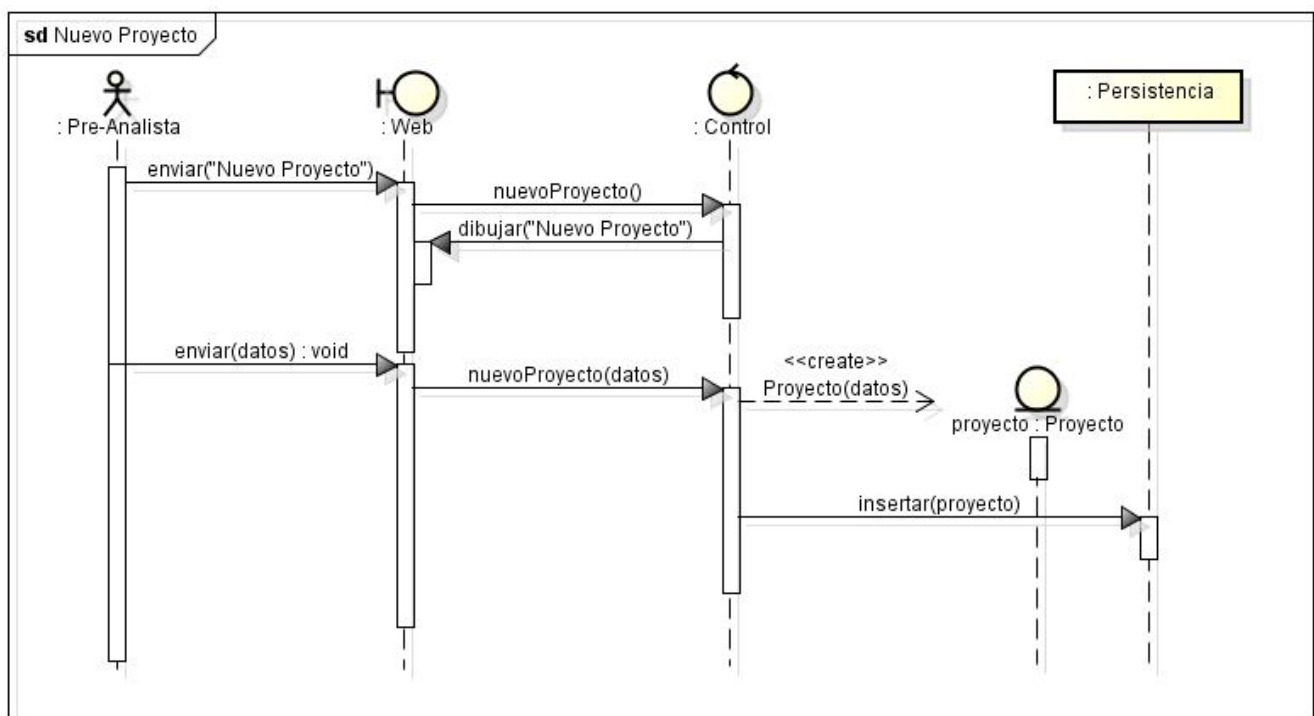 sd Nuevo Proyecto
: Pre-Analista
: Web
: Control
: Persistencia
enviar("Nuevo Proyecto")
nuevoProyecto()
dibujar("Nuevo Proyecto")
enviar(datos) : void
nuevoProyecto(datos)
<<create>>
Proyecto(datos)
proyecto : Proyecto
insertar(proyecto)